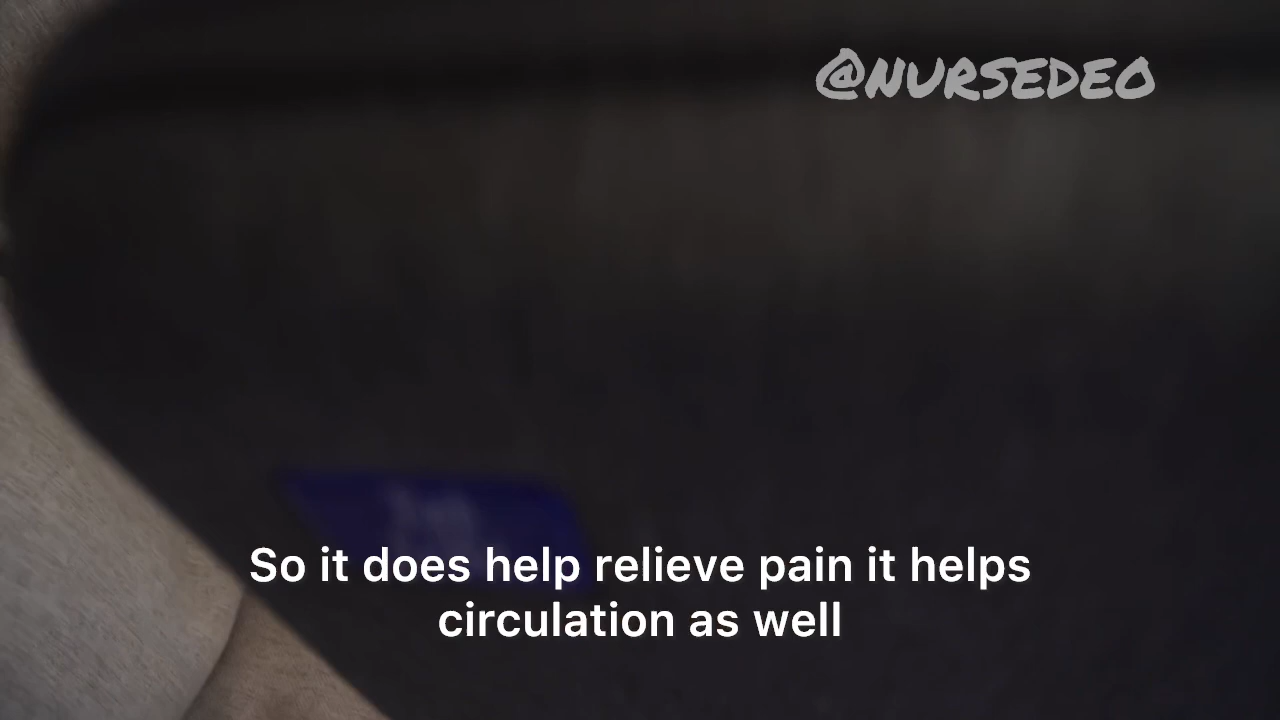 @NURSEDEO
So it does help relieve pain it helps
circulation as well